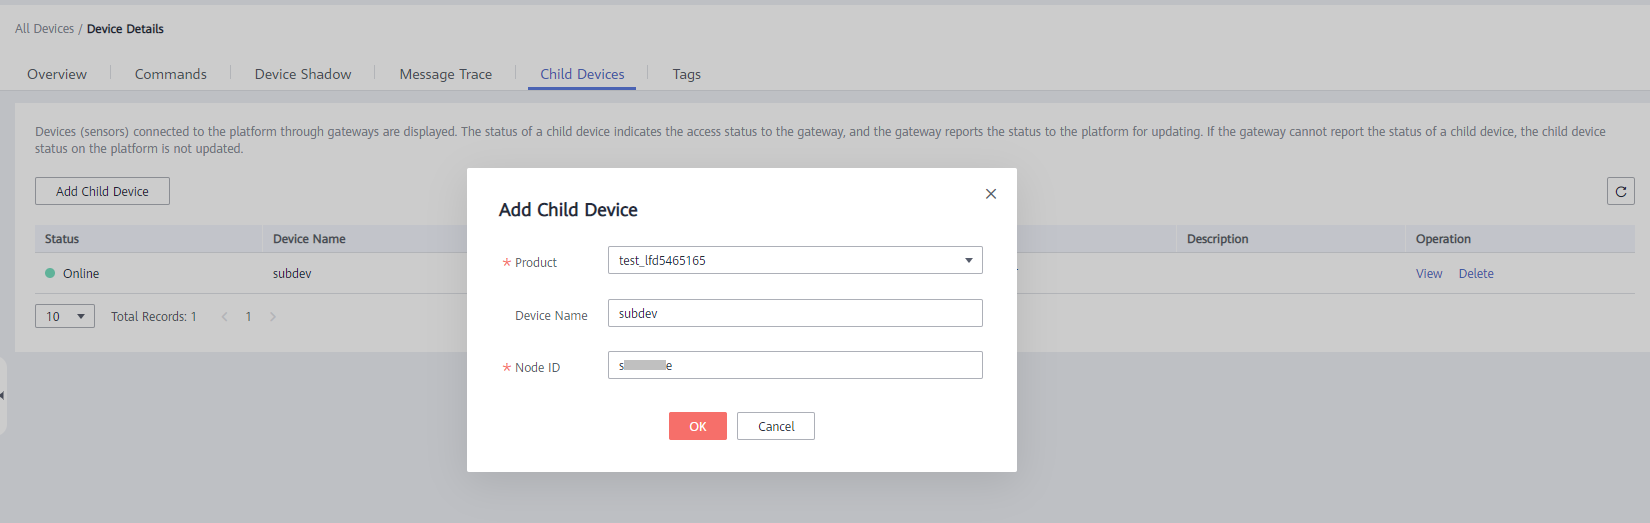 All Devices / Device Details
Overview Commands Device Shadow Message Trace Child Devices Tags
Devices (sensors) connected to the platform through gateways are displayed. The status of a child device indicates the access status to the gateway, and the gateway reports the status to the platform for updating. If the gateway cannot report the status of a child device, the child device
status on the platform is not updated.
Add Child Device
Status Device Name Description Operation
Online subdev View Delete
10 Total Records: 1 < 1 >
Add Child Device
* Product test_lfd5465165
Device Name subdev
* Node ID s e
OK Cancel